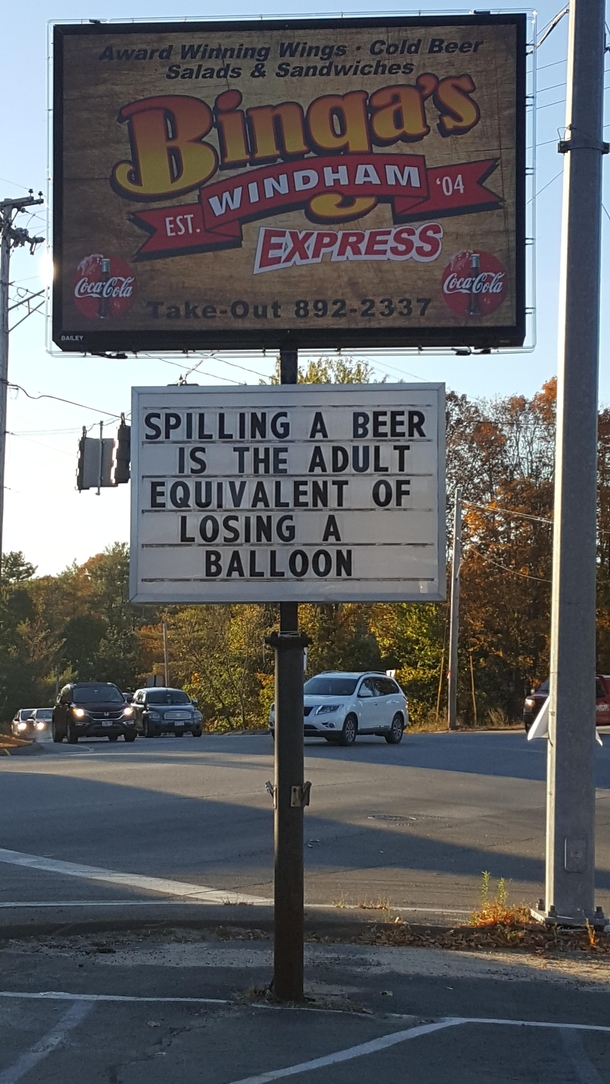 Award Winning Wings · Cold Beer
Salads & Sandwiches
Binga's
WINDHAM
EST. '04
EXPRESS
Coca-Cola Coca-Cola
Take-Out 892-2337
BAILEY
SPILLING A BEER
IS THE ADULT
EQUIVALENT OF
LOSING A
BALLOON